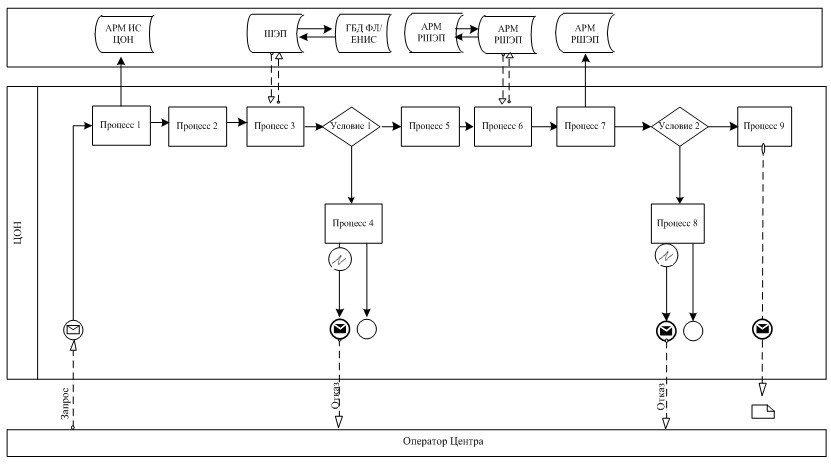 АРМ ИС
ЦОН
ШЭП
ГБД ФЛ/
ЕНИС
АРМ
РШЭП
АРМ
РШЭП
АРМ
РШЭП
Процесс 1
Процесс 2
Процесс 3
Условие 1
Процесс 5
Процесс 6
Процесс 7
Условие 2
Процесс 9
Процесс 4
Процесс 8
ЦОН
Запрос
Отказ
Отказ
Оператор Центра